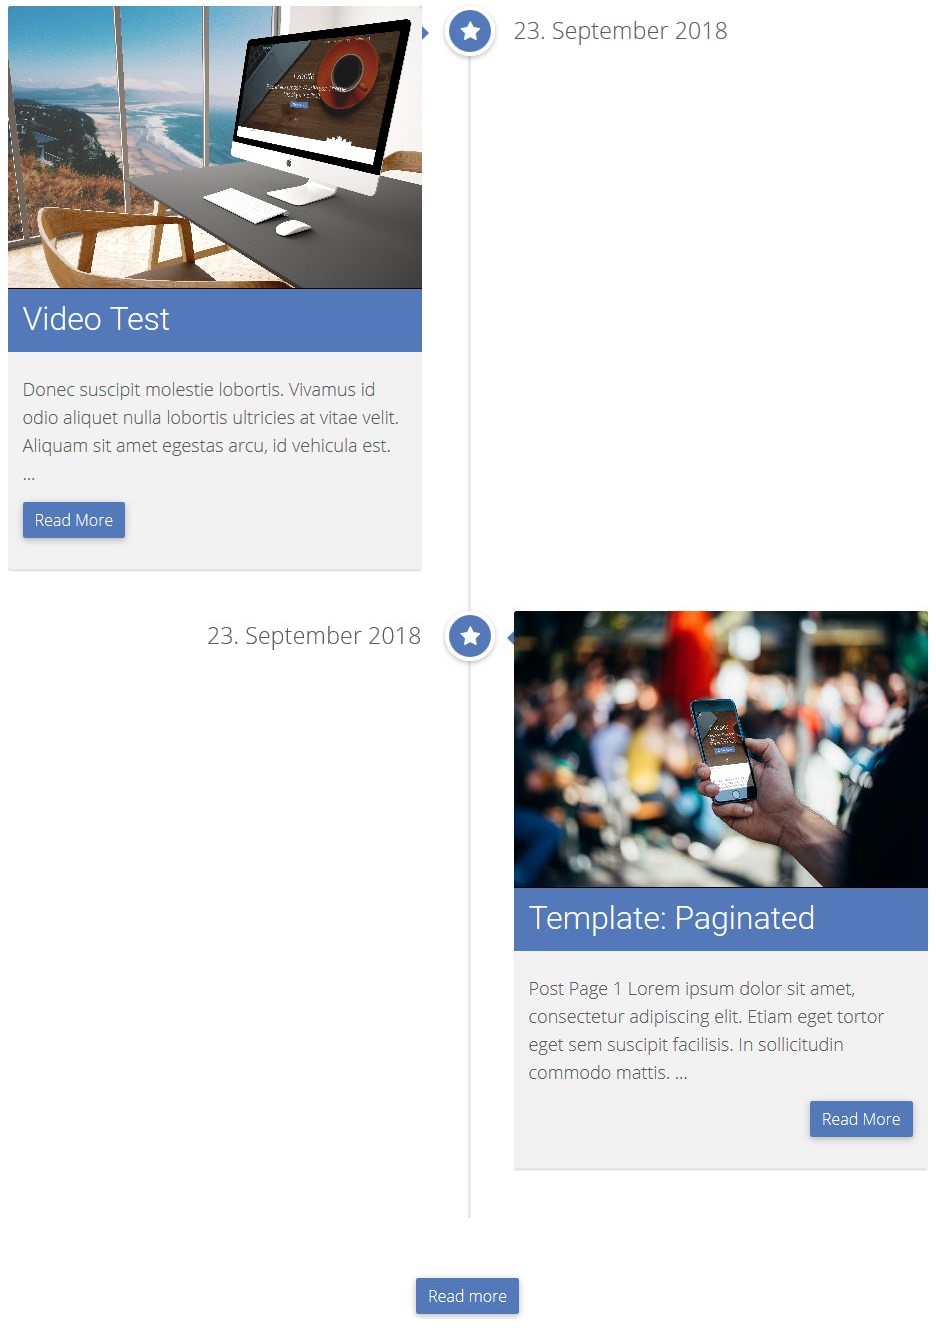 23. September 2018
Video Test
Donec suscipit molestie lobortis. Vivamus id
odio aliquet nulla lobortis ultricies at vitae velit.
Aliquam sit amet egestas arcu, id vehicula est.
...
Read More
23. September 2018
Template: Paginated
Post Page 1 Lorem ipsum dolor sit amet,
consectetur adipiscing elit. Etiam eget tortor
eget sem suscipit facilisis. In sollicitudin
commodo mattis. ...
Read More
Read more